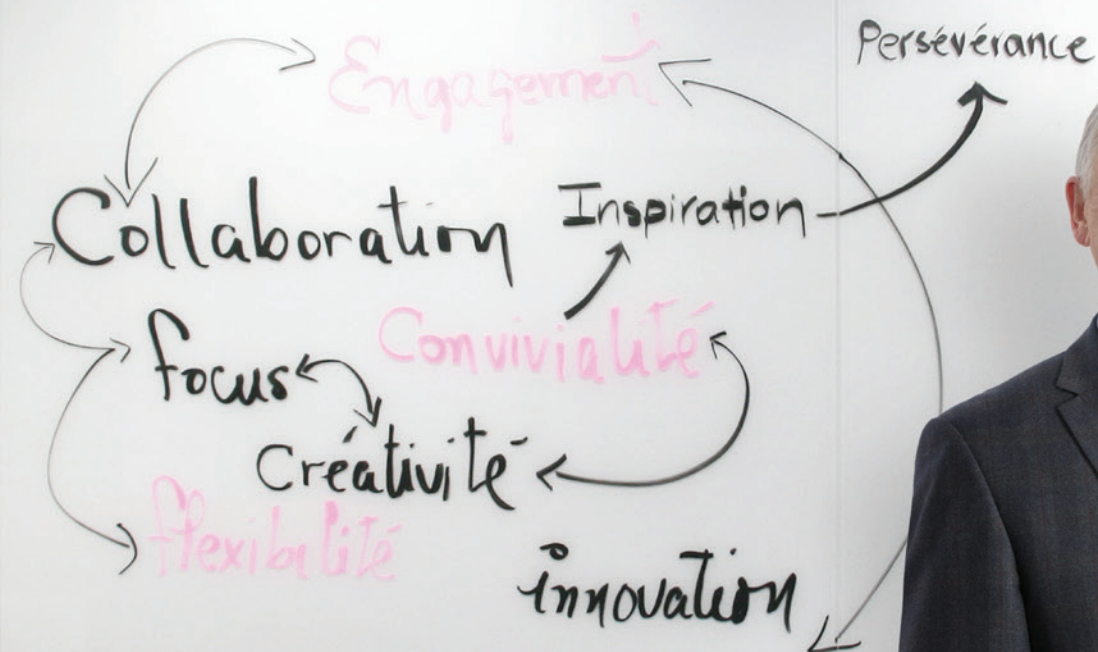 Engagement
Persévérance
Collaboration
Inspiration
focus
Convivialité
Créativité
flexibilité
innovation